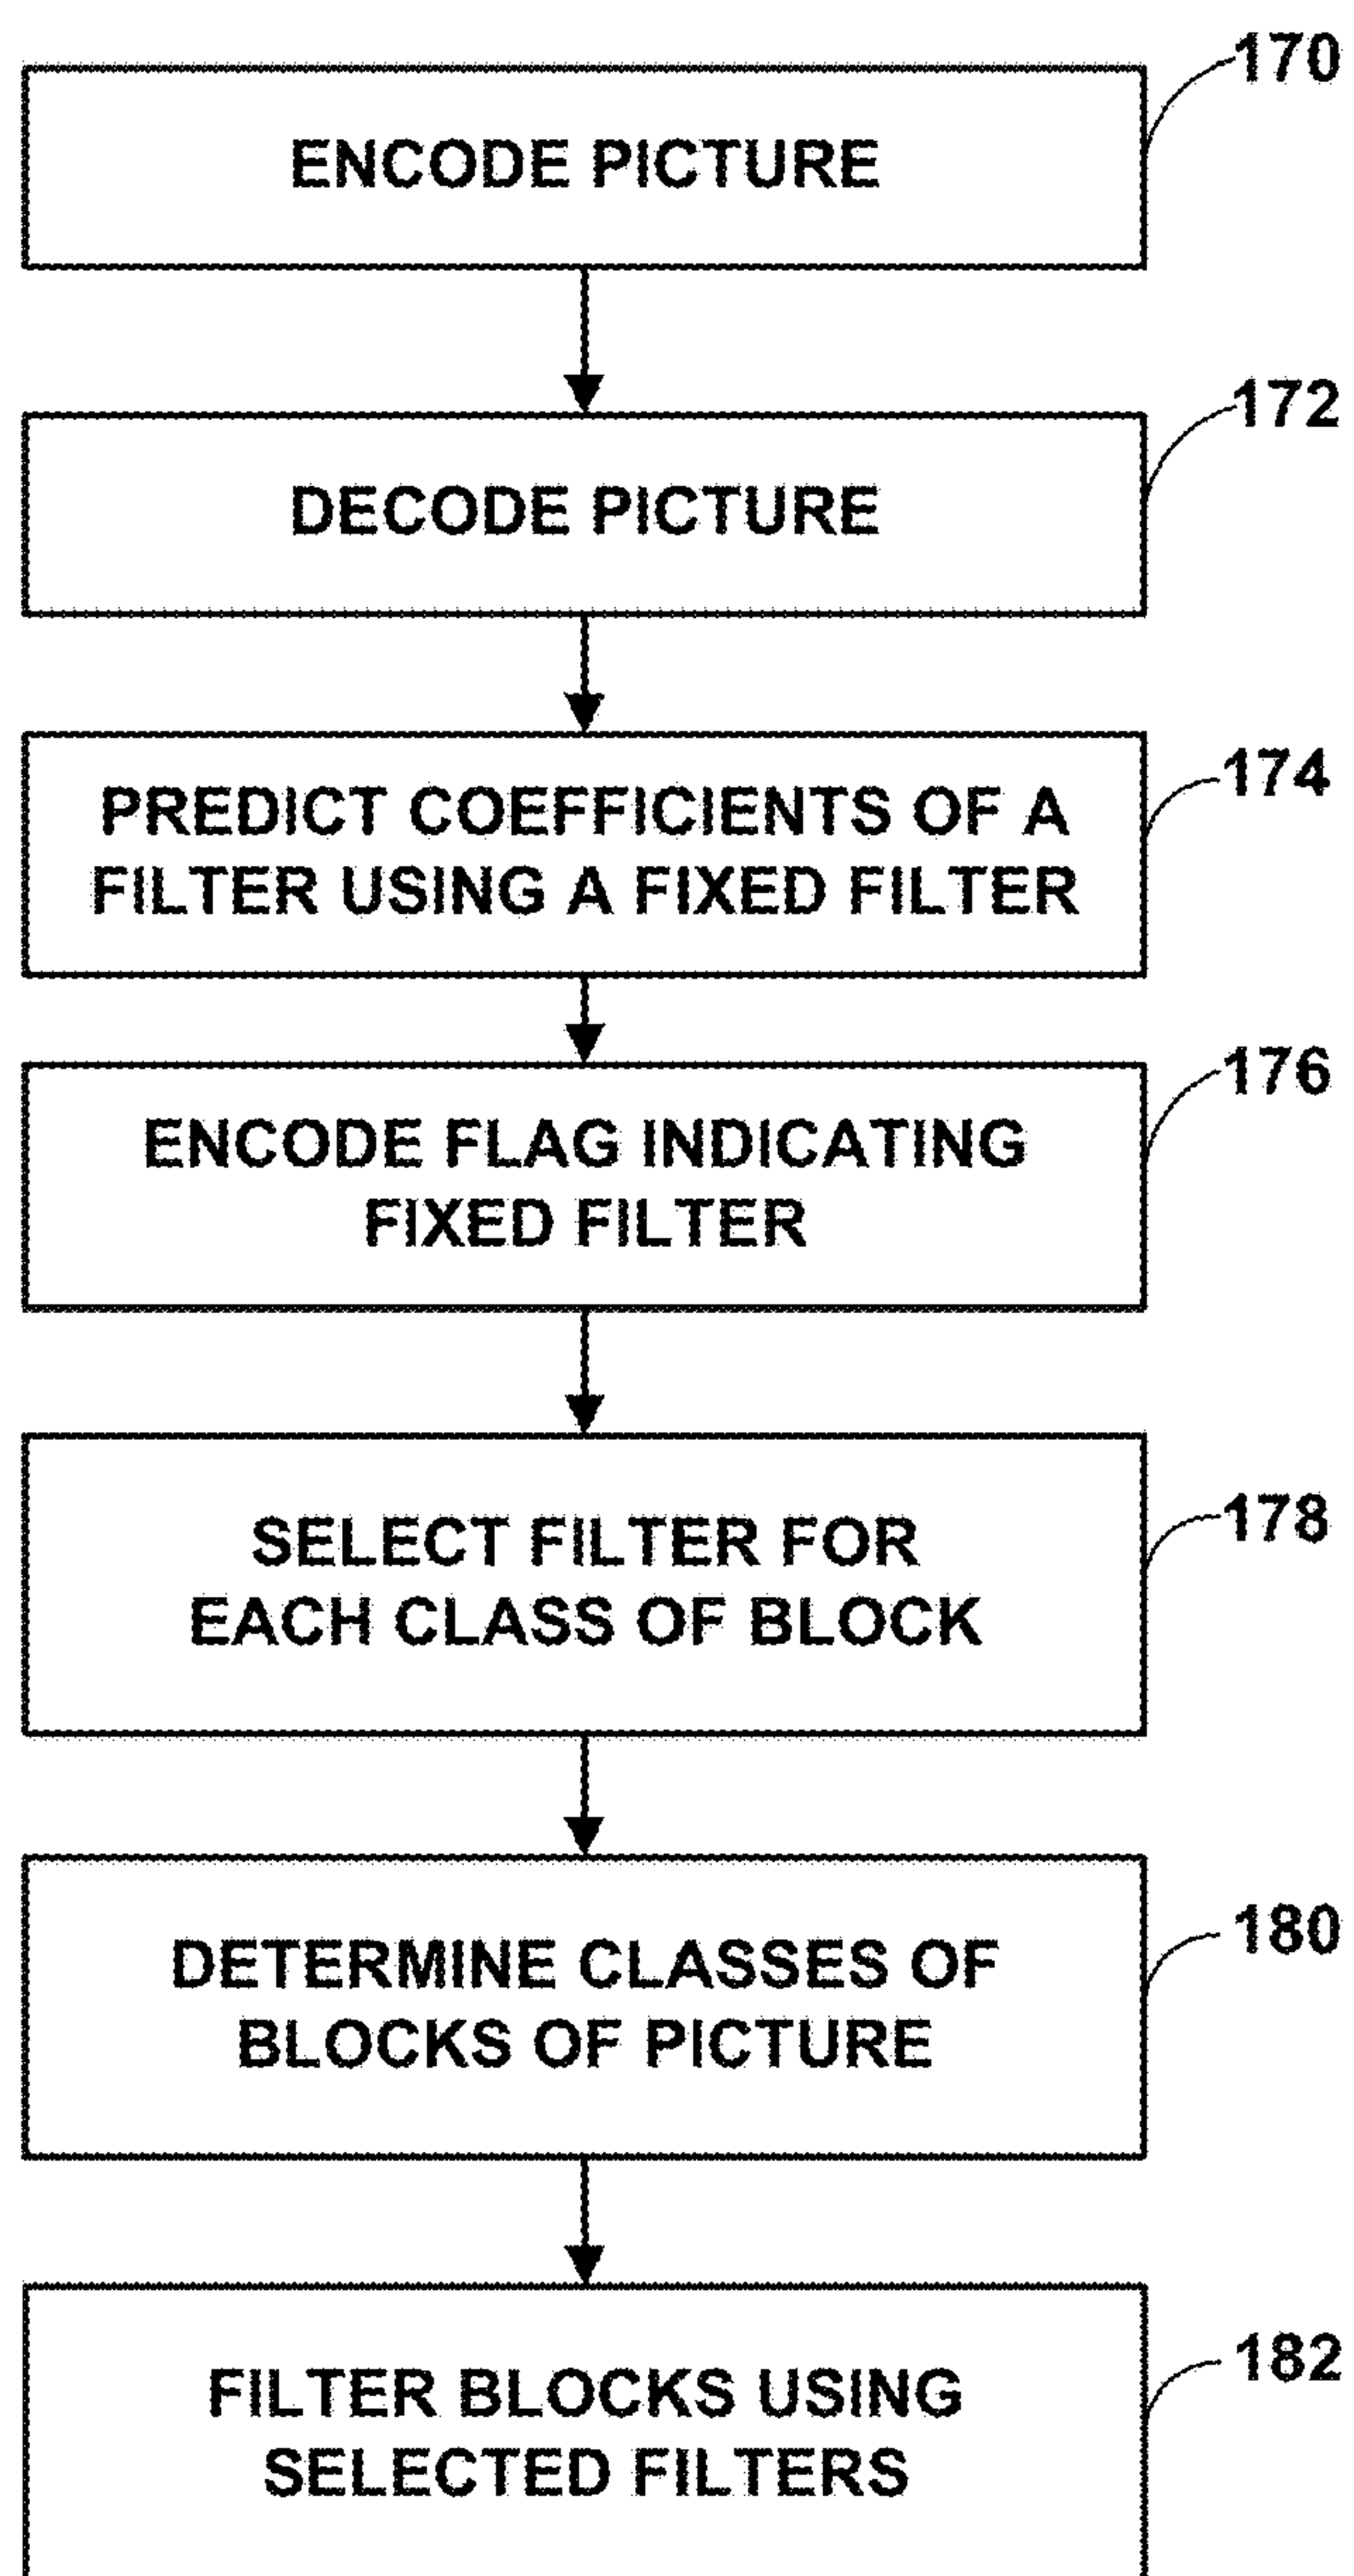 170
ENCODE PICTURE
172
DECODE PICTURE
174
PREDICT COEFFICIENTS OF A
FILTER USING A FIXED FILTER
176
ENCODE FLAG INDICATING
FIXED FILTER
178
SELECT FILTER FOR
EACH CLASS OF BLOCK
180
DETERMINE CLASSES OF
BLOCKS OF PICTURE
182
FILTER BLOCKS USING
SELECTED FILTERS